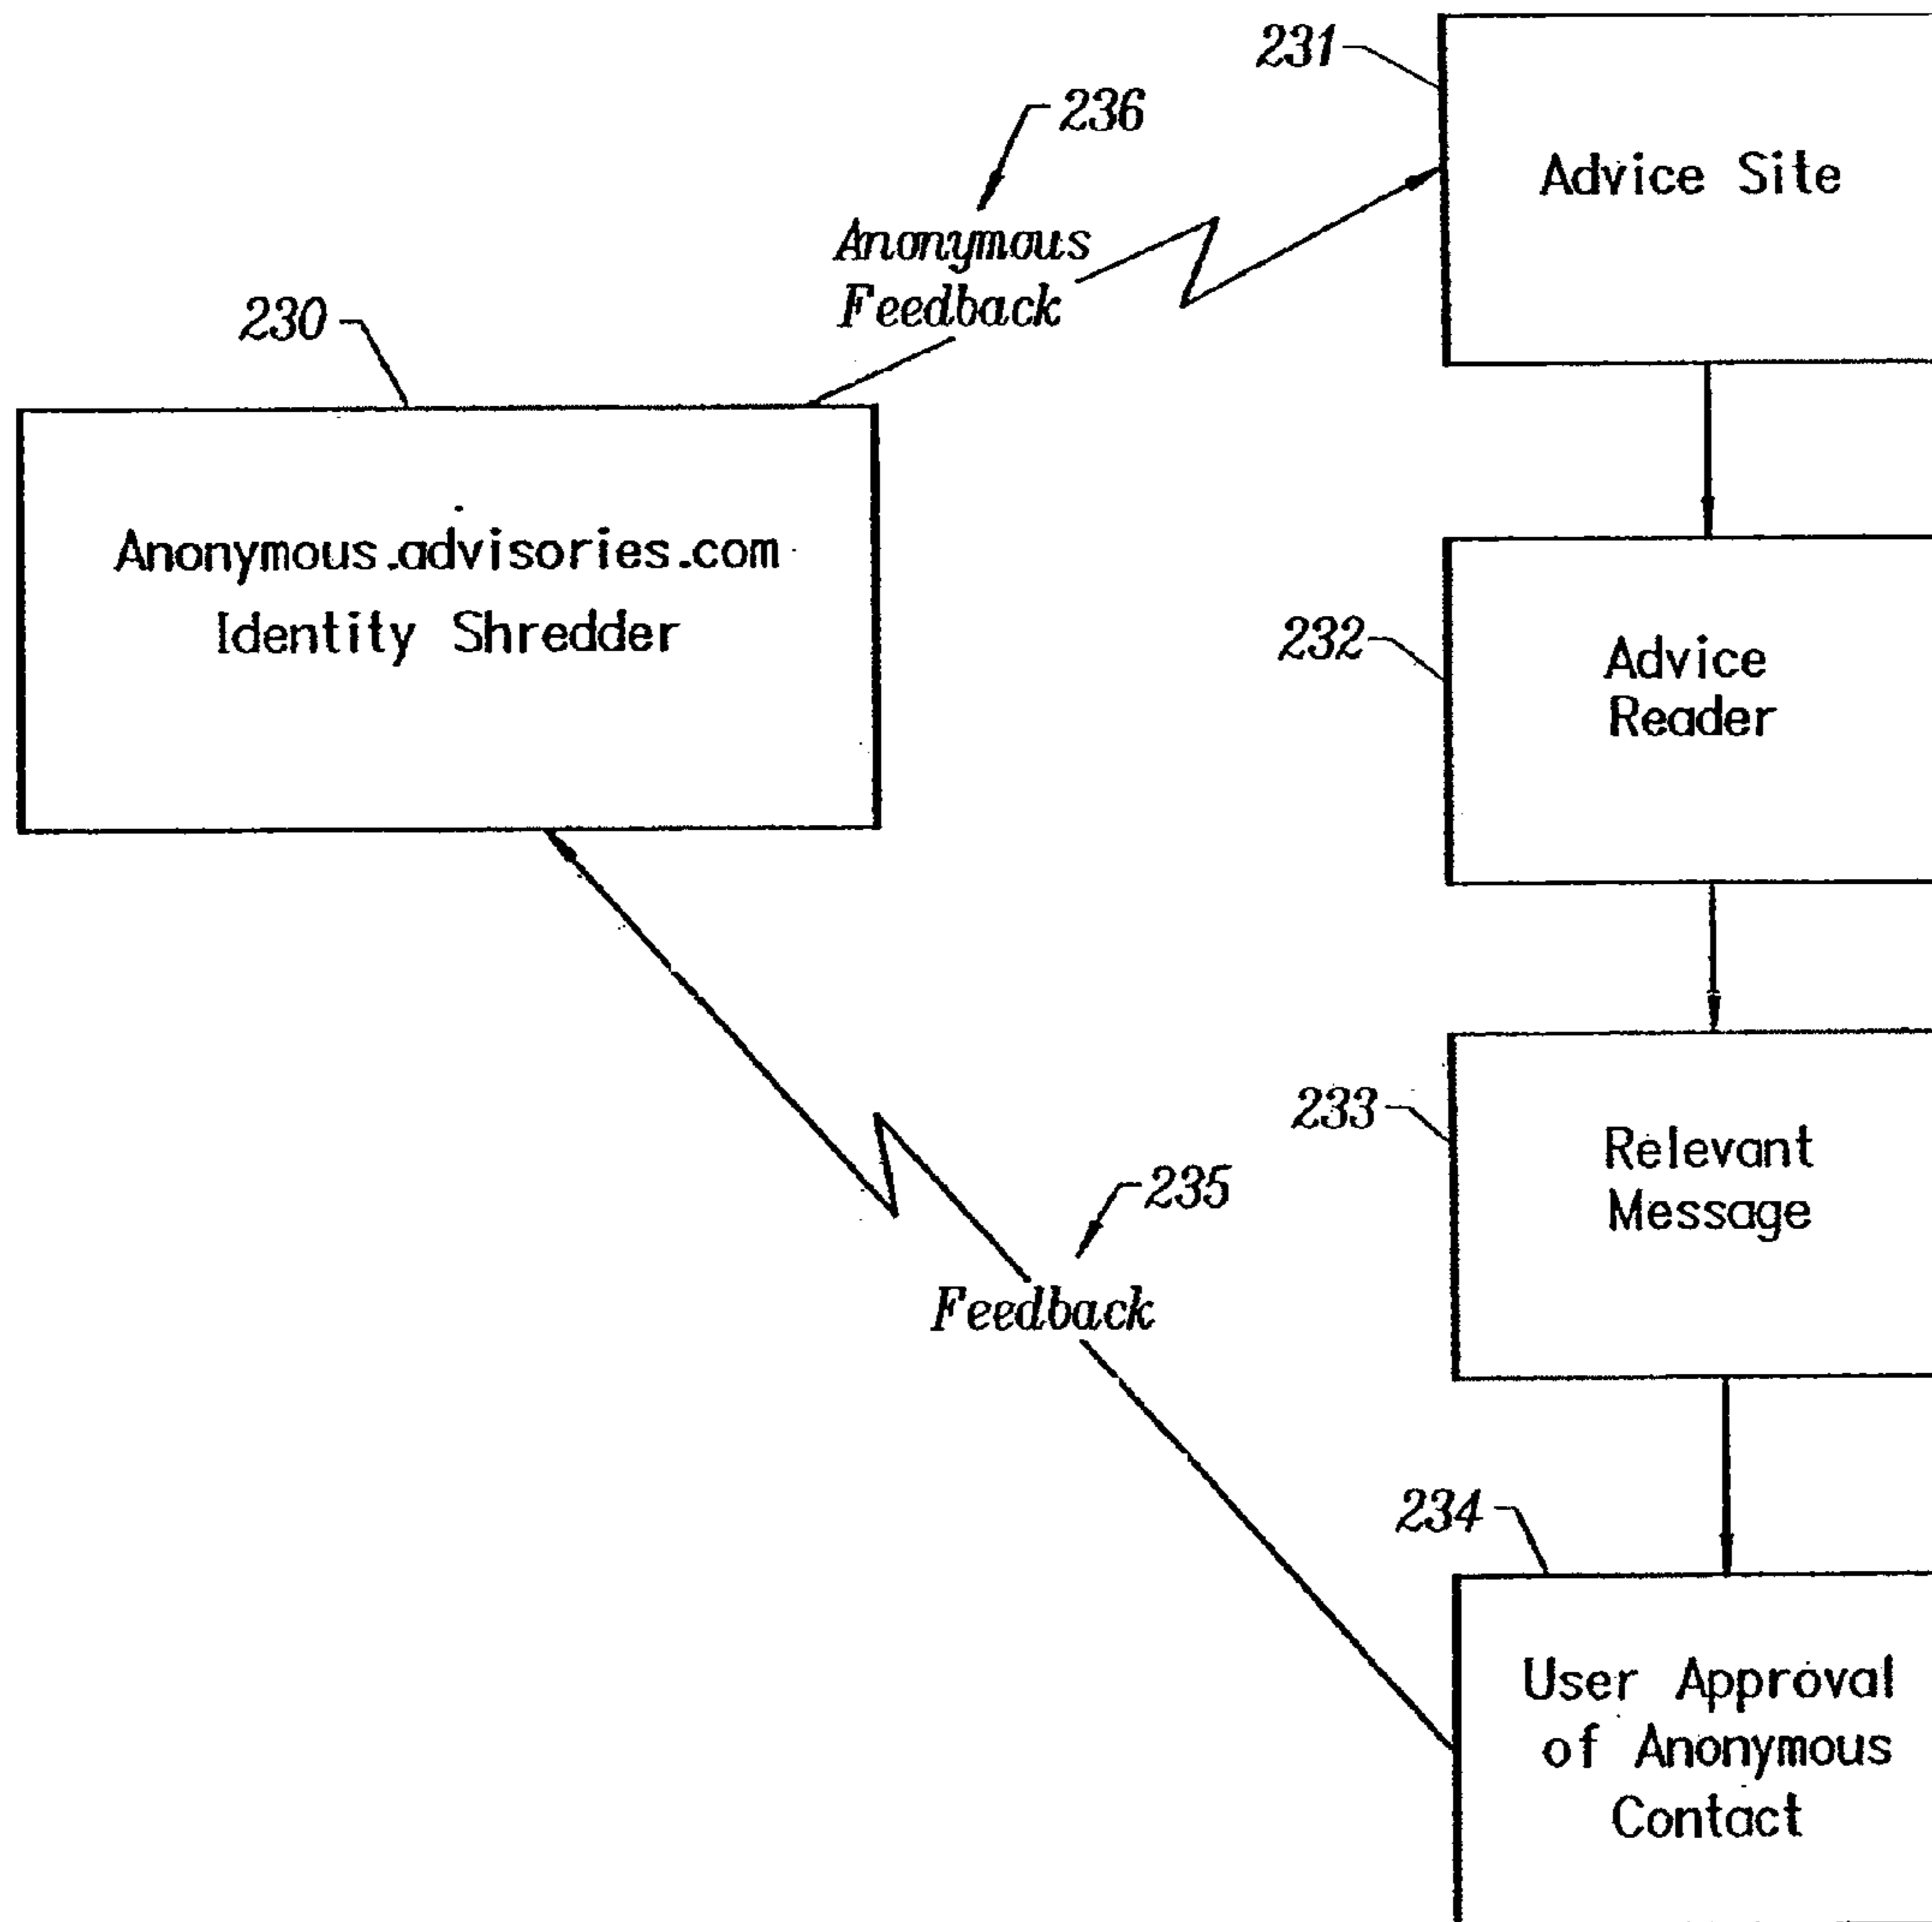 231
Advice Site
236
Anonymous
Feedback
230
Anonymous.advisories.com
Identity Shredder
232
Advice
Reader
233
Relevant
Message
235
Feedback
234
User Approval
of Anonymous
Contact